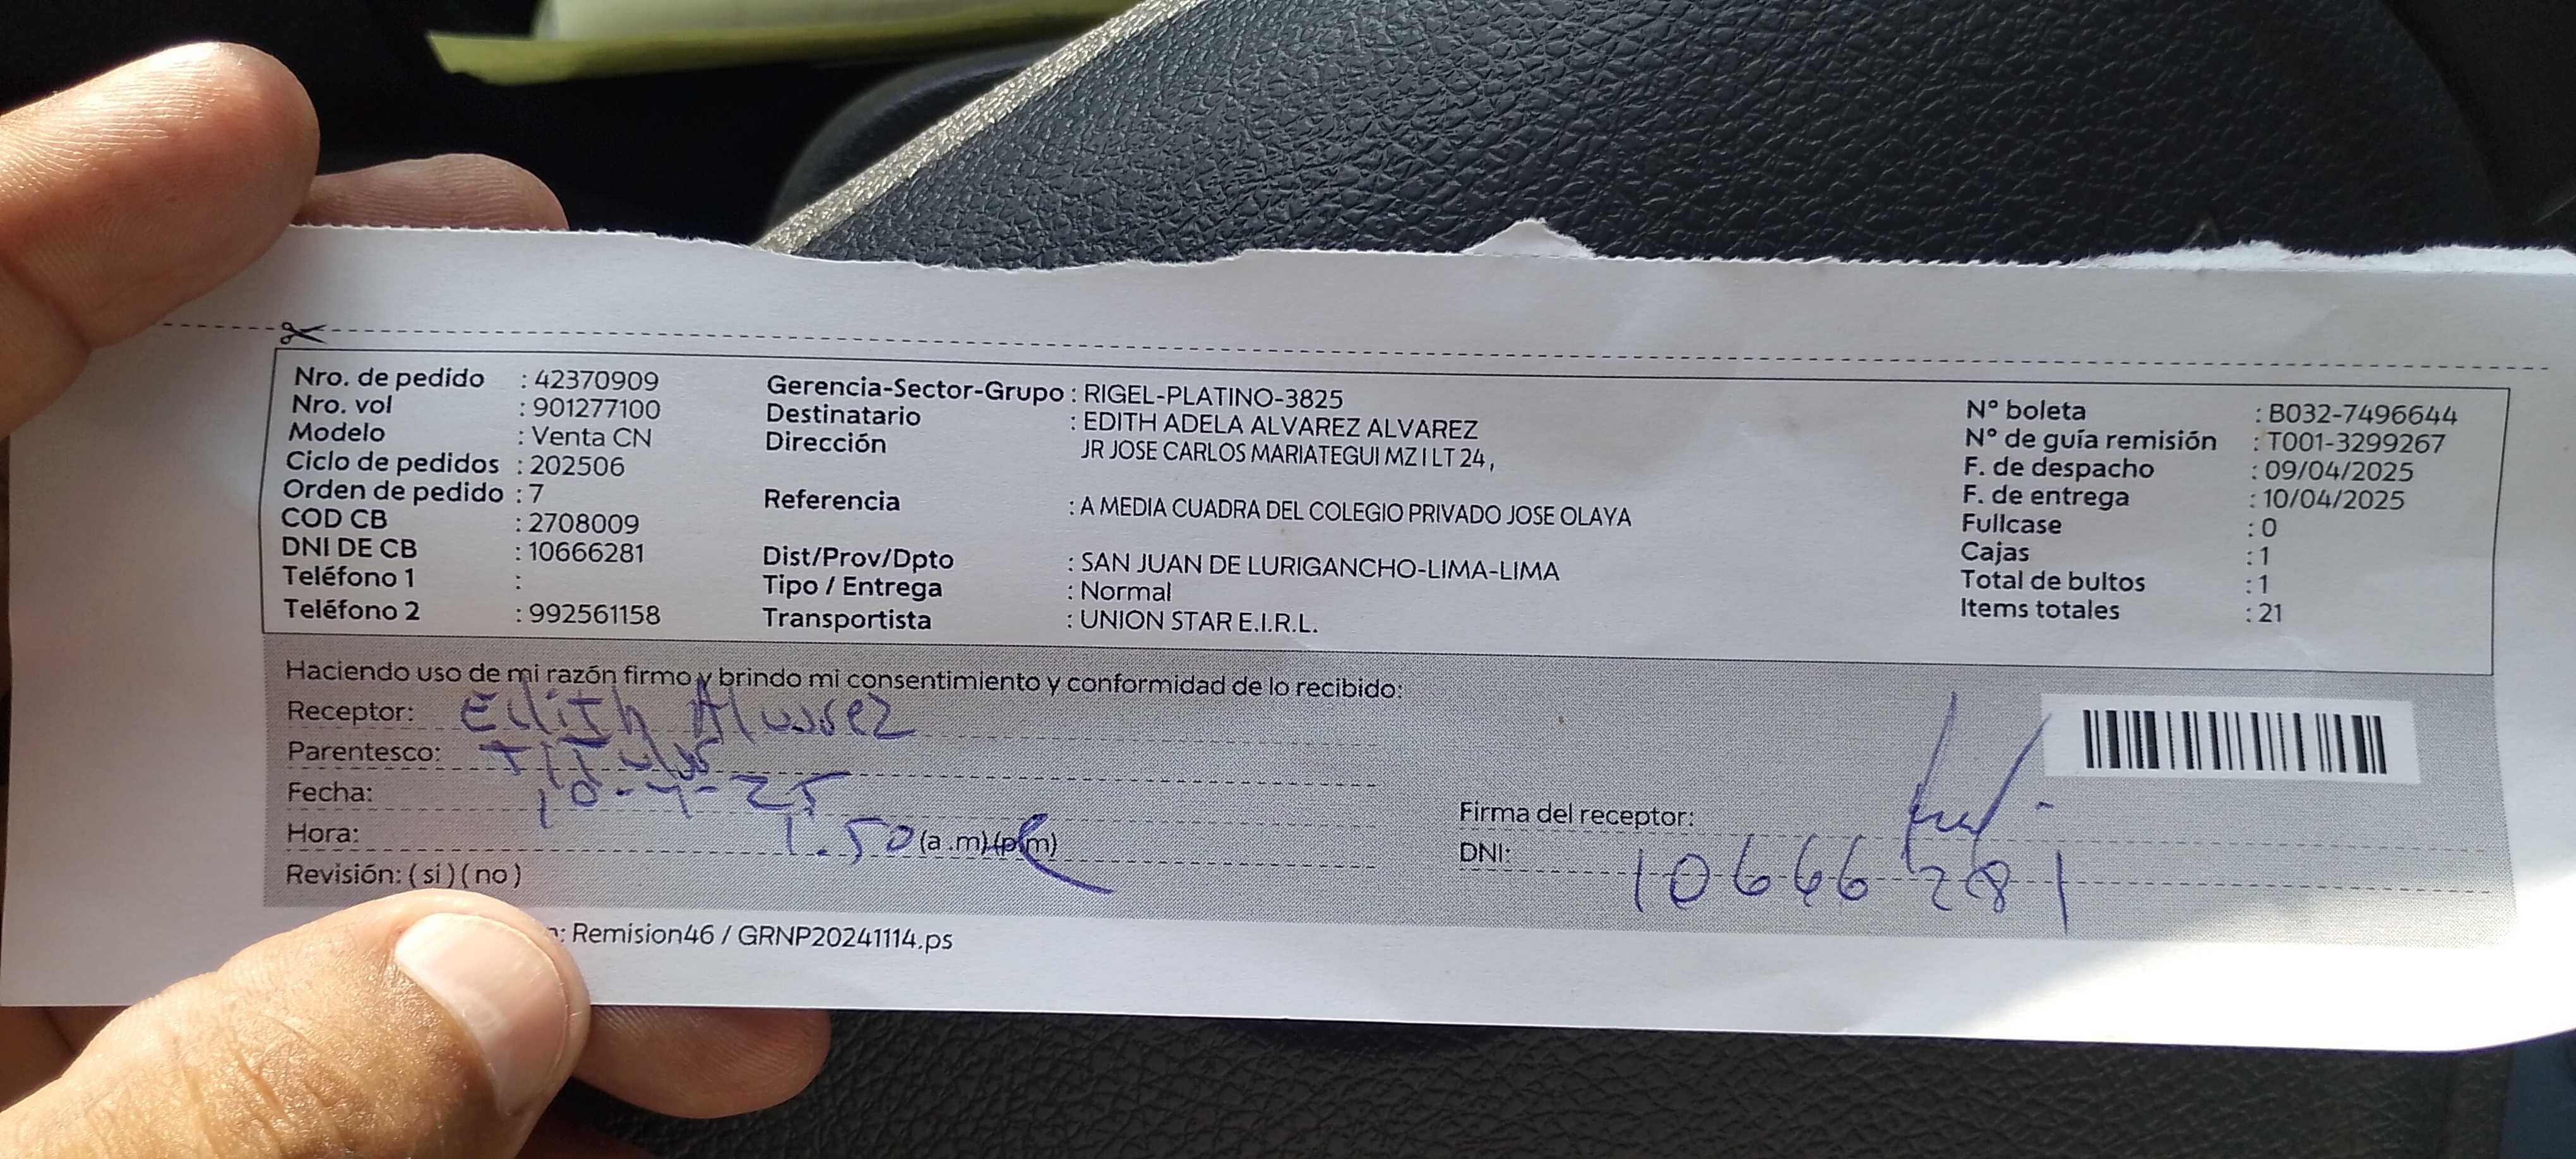 Nro. de pedido : 42370909
Nro. vol : 901277100
Modelo : Venta CN
Ciclo de pedidos : 202506
Orden de pedido : 7
COD CB : 2708009
DNI DE CB : 10666281
Teléfono 1 :
Teléfono 2 : 992561158
Gerencia-Sector-Grupo : RIGEL-PLATINO-3825
Destinatario : EDITH ADELA ALVAREZ ALVAREZ
Dirección JR JOSE CARLOS MARIATEGUI MZ I LT 24 ,
Referencia : A MEDIA CUADRA DEL COLEGIO PRIVADO JOSE OLAYA
Dist/Prov/Dpto : SAN JUAN DE LURIGANCHO-LIMA-LIMA
Tipo / Entrega : Normal
Transportista : UNION STAR E.I.R.L.
N° boleta : B032-7496644
N° de guía remisión : T001-3299267
F. de despacho : 09/04/2025
F. de entrega : 10/04/2025
Fullcase : 0
Cajas : 1
Total de bultos : 1
Items totales : 21
Haciendo uso de mi razón firmo y brindo mi consentimiento y conformidad de lo recibido:
Receptor: Edith Alvarez
Parentesco: Titular
Fecha: 10-4-25
Hora: 1.50 (a .m) (p.m)
Revisión: ( si ) ( no )
Firma del receptor:
DNI: 10666281
: Remision46 / GRNP20241114.ps